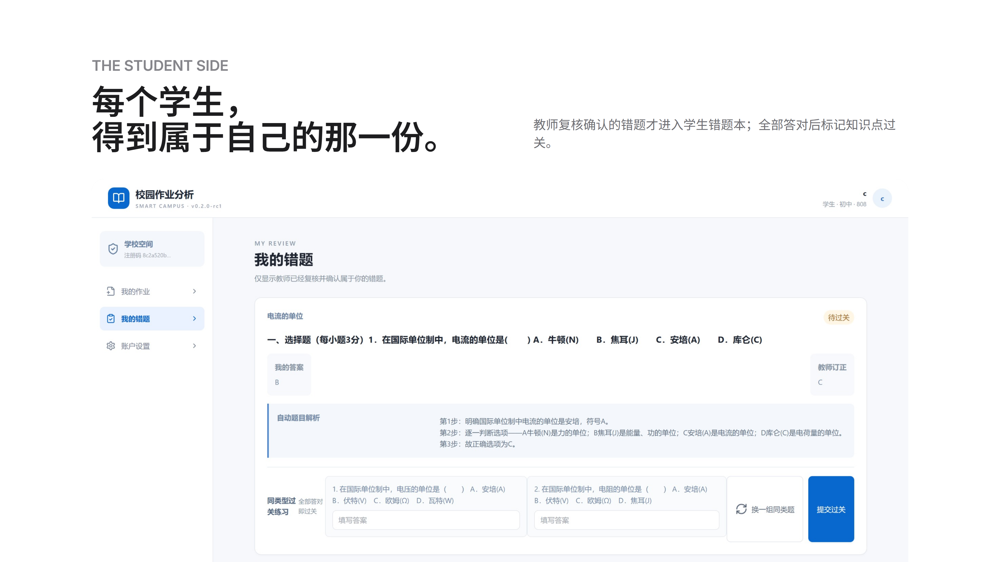 THE STUDENT SIDE
每个学生，
得到属于自己的那一份。
教师复核确认的错题才进入学生错题本；全部答对后标记知识点过
关。
校园作业分析
SMART CAMPUS · v0.2.0-rc1
c
学生 · 初中 · 808
c
学校空间
注册码 8c2a520b...
我的作业
我的错题
账户设置
MY REVIEW
我的错题
仅显示教师已经复核并确认属于你的错题。
电流的单位
待过关
一、选择题（每小题3分）1．在国际单位制中，电流的单位是(　　) A．牛顿(N)　B．焦耳(J)　C．安培(A)　D．库仑(C)
我的答案
B
教师订正
C
自动题目解析
第1步：明确国际单位制中电流的单位是安培，符号A。
第2步：逐一判断选项——A牛顿(N)是力的单位；B焦耳(J)是能量、功的单位；C安培(A)是电流的单位；D库仑(C)是电荷量的单位。
第3步：故正确选项为C。
同类型过
关练习
全部答对
即过关
1. 在国际单位制中，电压的单位是（　　） A．安培(A)
B．伏特(V)　C．欧姆(Ω)　D．瓦特(W)
填写答案
2. 在国际单位制中，电阻的单位是（　　） A．安培(A)
B．伏特(V)　C．欧姆(Ω)　D．焦耳(J)
填写答案
换一组同类题
提交过关